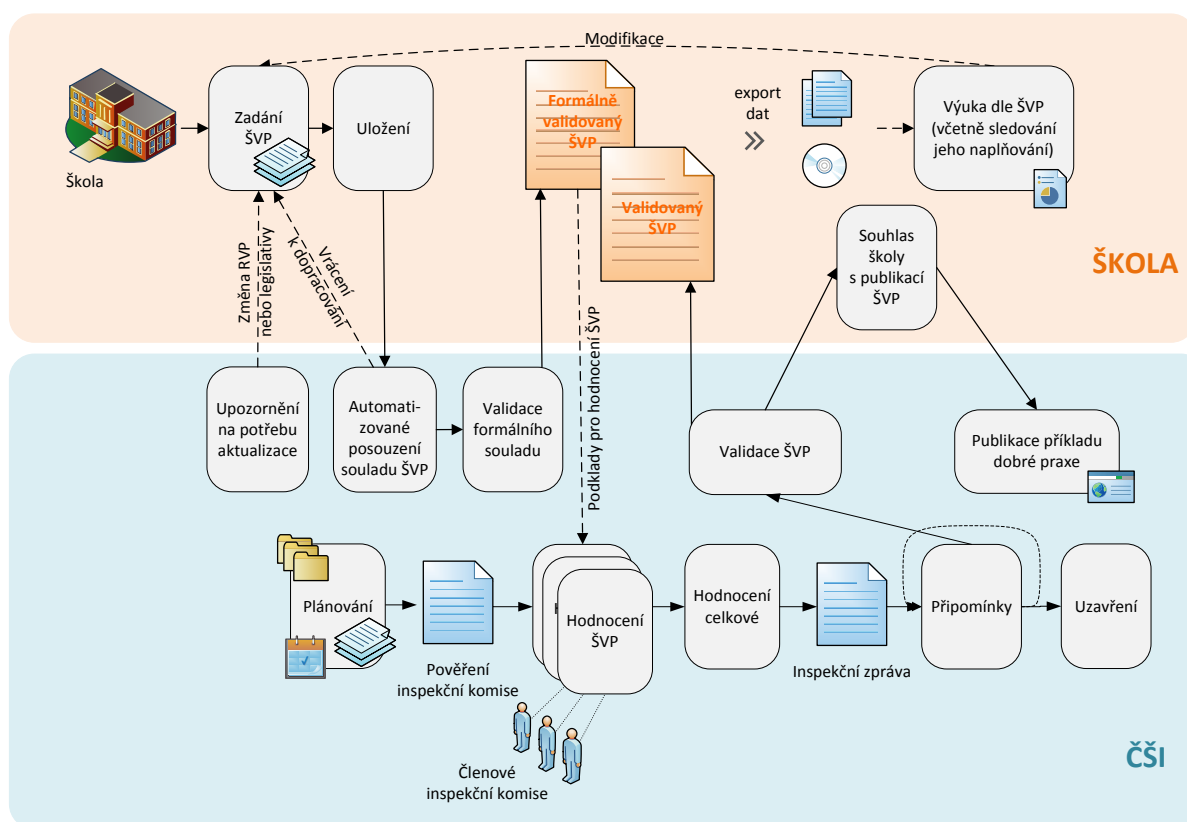 Modifikace
Škola
Zadání
ŠVP
Uložení
Formálně
validovaný
ŠVP
Validovaný
ŠVP
export
dat
Výuka dle ŠVP
(včetně sledování
jeho naplňování)
Souhlas
školy
s publikací
ŠVP
ŠKOLA
Změna RVP
nebo legislativy
Vrácení
k dopracování
Podklady pro hodnocení ŠVP
Upozornění
na potřebu
aktualizace
Automati-
zované
posouzení
souladu ŠVP
Validace
formálního
souladu
Validace ŠVP
Publikace příkladu
dobré praxe
Plánování
Pověření
inspekční komise
Hodnocení
ŠVP
Hodnocení
celkové
Inspekční zpráva
Připomínky
Uzavření
Členové
inspekční komise
ČŠI